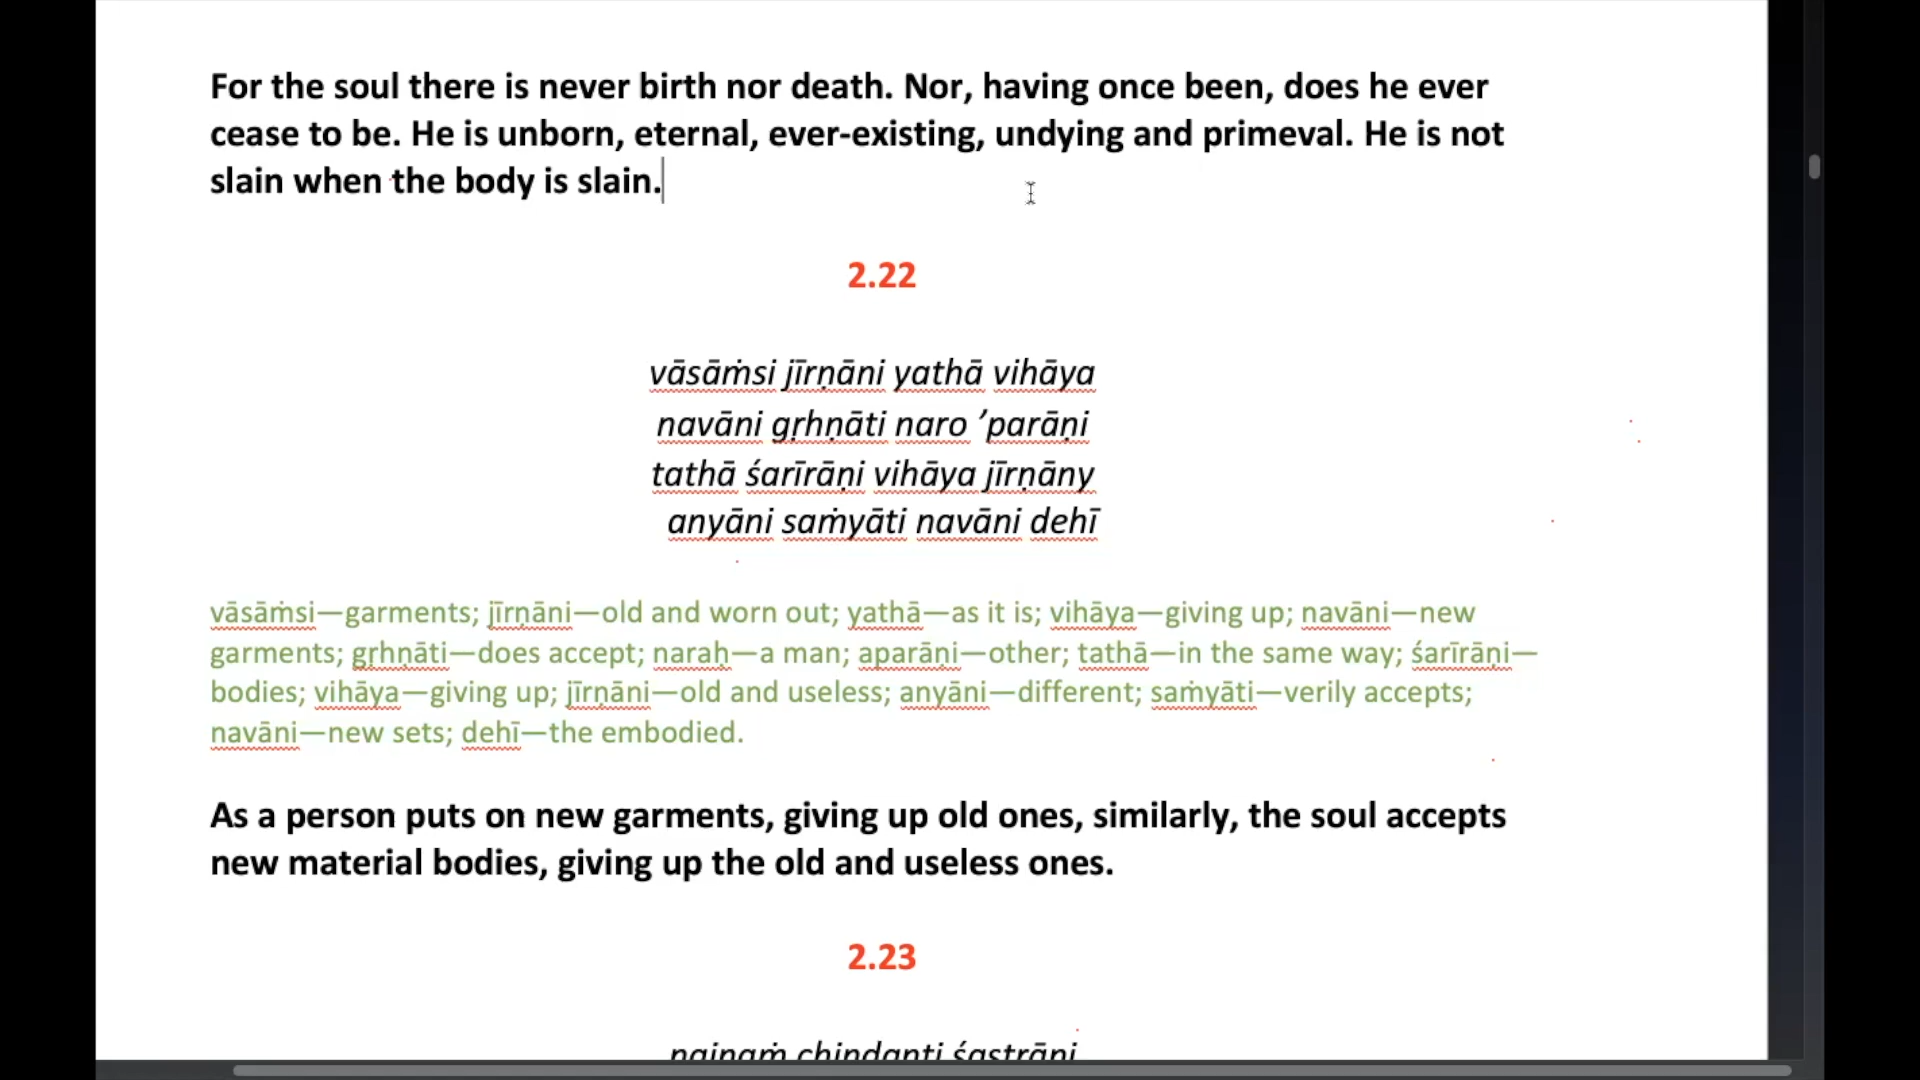 For the soul there is never birth nor death. Nor, having once been, does he ever
cease to be. He is unborn, eternal, ever-existing, undying and primeval. He is not
slain when the body is slain.
2.22
vāsāṁsi jīrṇāni yathā vihāya
navāni gṛhṇāti naro ’parāṇi
tathā śarīrāṇi vihāya jīrṇāny
anyāni saṁyāti navāni dehī
vāsāṁsi—garments; jīrṇāni—old and worn out; yathā—as it is; vihāya—giving up; navāni—new
garments; gṛhṇāti—does accept; naraḥ—a man; aparāṇi—other; tathā—in the same way; śarīrāṇi—
bodies; vihāya—giving up; jīrṇāni—old and useless; anyāni—different; saṁyāti—verily accepts;
navāni—new sets; dehī—the embodied.
As a person puts on new garments, giving up old ones, similarly, the soul accepts
new material bodies, giving up the old and useless ones.
2.23
nainaṁ chindanti śastrāṇi